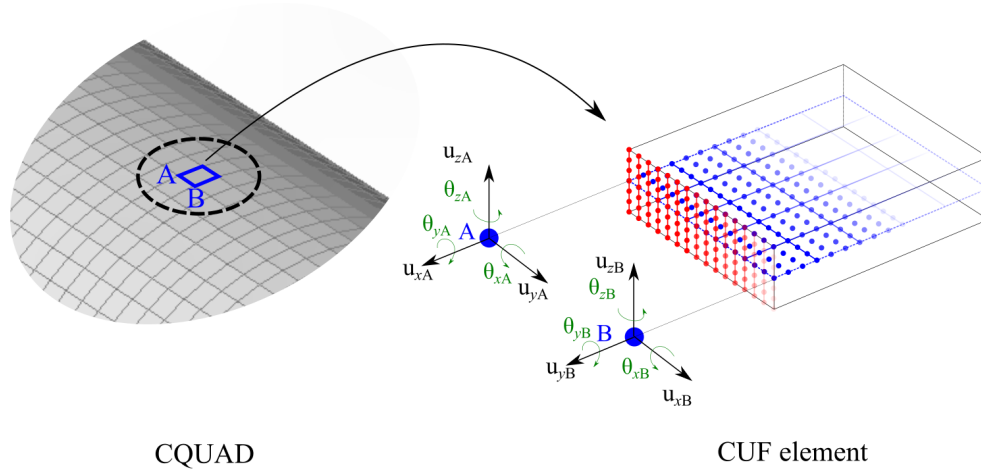 A
B
u_zA
θ_zA
θ_yA
A
u_xA
θ_xA
u_yA
u_zB
θ_zB
θ_yB
B
u_yB
θ_xB
u_xB
CQUAD
CUF element